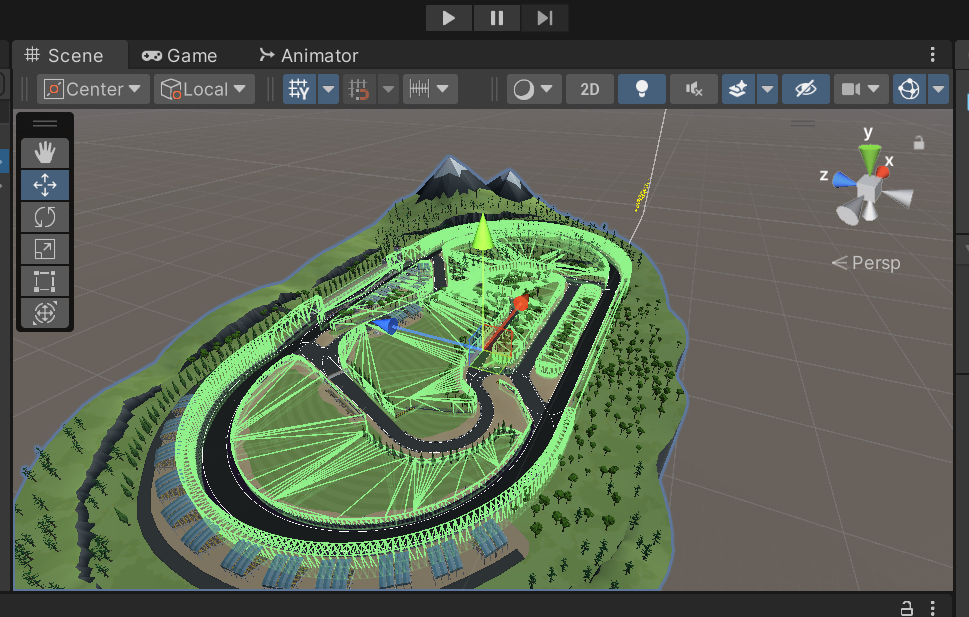 Scene
Game
Animator
Center
Local
2D
y
x
z
Persp